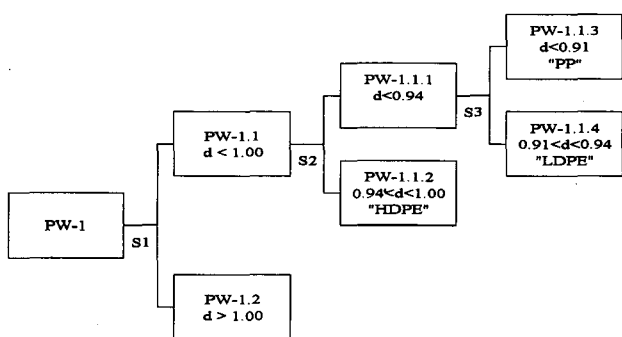 PW-1
S1
PW-1.1
d < 1.00
PW-1.2
d > 1.00
S2
PW-1.1.1
d<0.94
PW-1.1.2
0.94<d<1.00
"HDPE"
S3
PW-1.1.3
d<0.91
"PP"
PW-1.1.4
0.91<d<0.94
"LDPE"